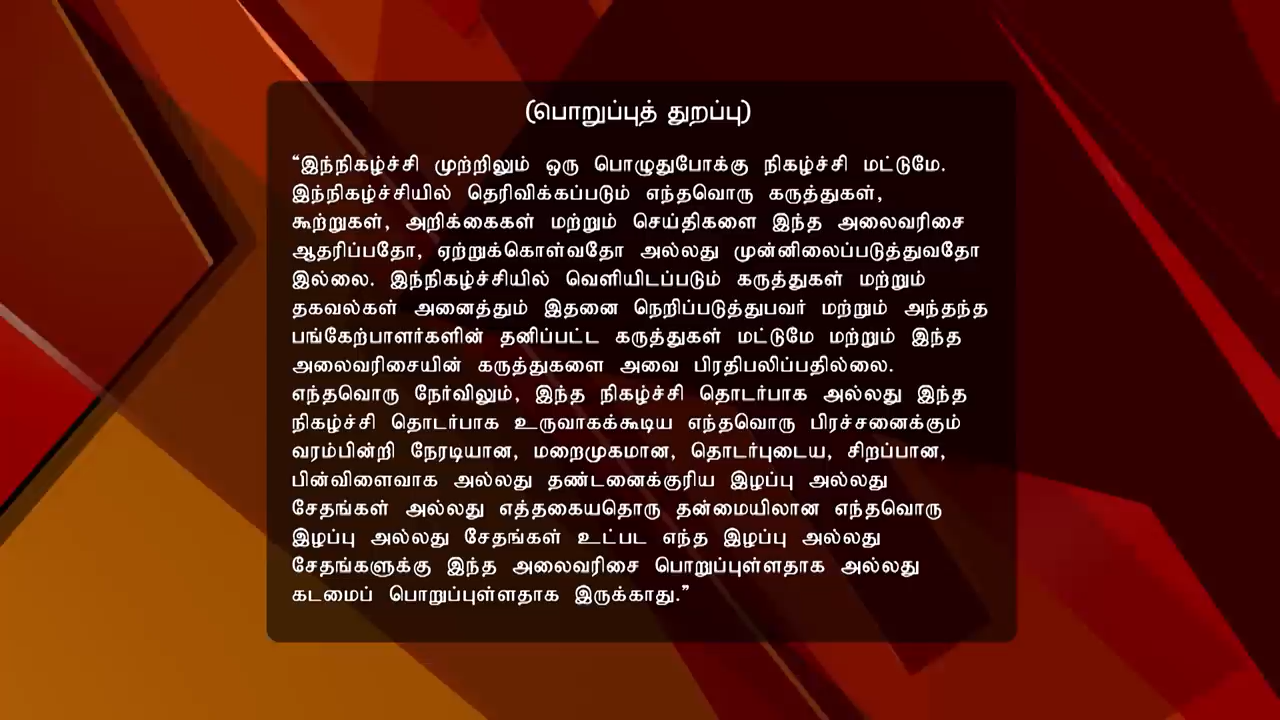 (பொறுப்புத் துறப்பு)
“இந்நிகழ்ச்சி முற்றிலும் ஒரு பொழுதுபோக்கு நிகழ்ச்சி மட்டுமே.
இந்நிகழ்ச்சியில் தெரிவிக்கப்படும் எந்தவொரு கருத்துகள்,
கூற்றுகள், அறிக்கைகள் மற்றும் செய்திகளை இந்த அலைவரிசை
ஆதரிப்பதோ, ஏற்றுக்கொள்வதோ அல்லது முன்னிலைப்படுத்துவதோ
இல்லை. இந்நிகழ்ச்சியில் வெளியிடப்படும் கருத்துகள் மற்றும்
தகவல்கள் அனைத்தும் இதனை நெறிப்படுத்துபவர் மற்றும் அந்தந்த
பங்கேற்பாளர்களின் தனிப்பட்ட கருத்துகள் மட்டுமே மற்றும் இந்த
அலைவரிசையின் கருத்துகளை அவை பிரதிபலிப்பதில்லை.
எந்தவொரு நேர்விலும், இந்த நிகழ்ச்சி தொடர்பாக அல்லது இந்த
நிகழ்ச்சி தொடர்பாக உருவாகக்கூடிய எந்தவொரு பிரச்சனைக்கும்
வரம்பின்றி நேரடியான, மறைமுகமான, தொடர்புடைய, சிறப்பான,
பின்விளைவாக அல்லது தண்டனைக்குரிய இழப்பு அல்லது
சேதங்கள் அல்லது எத்தகையதொரு தன்மையிலான எந்தவொரு
இழப்பு அல்லது சேதங்கள் உட்பட எந்த இழப்பு அல்லது
சேதங்களுக்கு இந்த அலைவரிசை பொறுப்புள்ளதாக அல்லது
கடமைப் பொறுப்புள்ளதாக இருக்காது.”